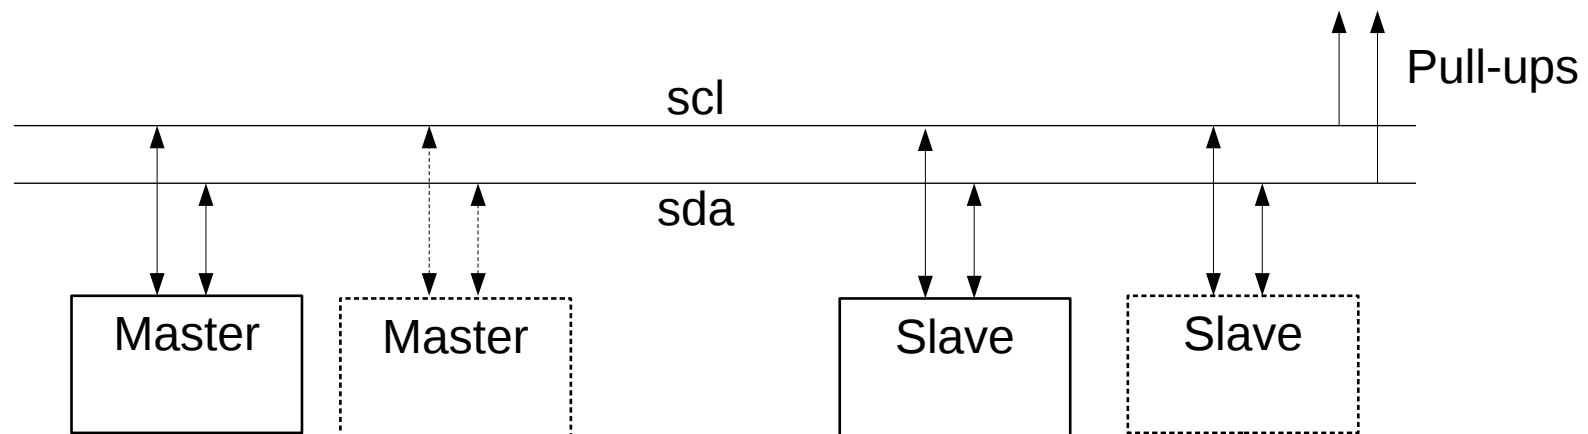 Pull-ups
scl
sda
Master
Master
Slave
Slave